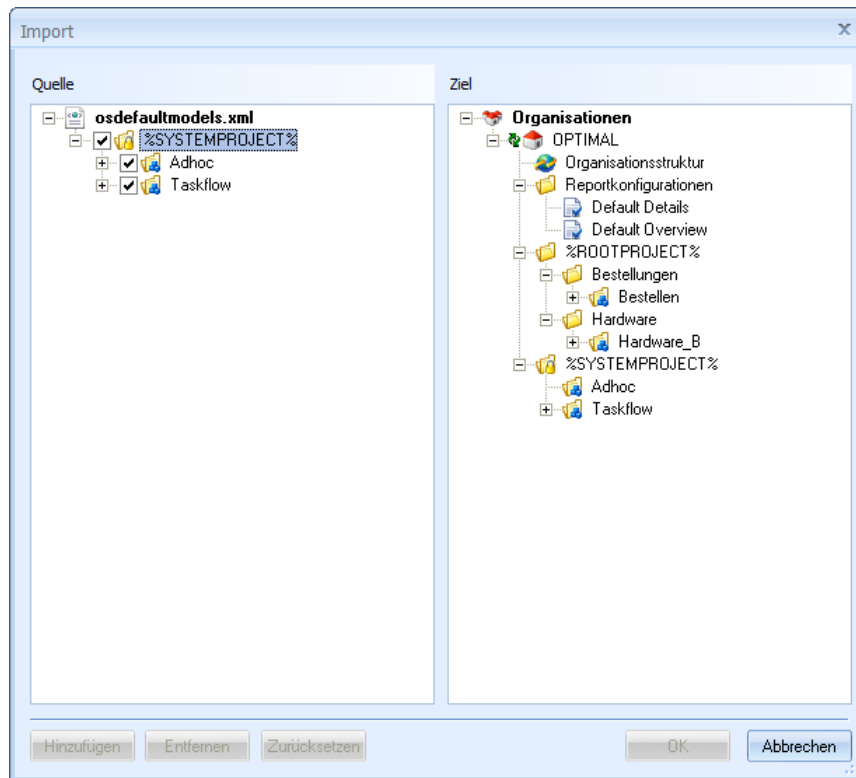 Import
Quelle
osdefaultmodels.xml
%SYSTEMPROJECT%
Adhoc
Taskflow
Ziel
Organisationen
OPTIMAL
Organisationsstruktur
Reportkonfigurationen
Default Details
Default Overview
%ROOTPROJECT%
Bestellungen
Bestellen
Hardware
Hardware_B
%SYSTEMPROJECT%
Adhoc
Taskflow
Hinzufügen Entfernen Zurücksetzen OK Abbrechen